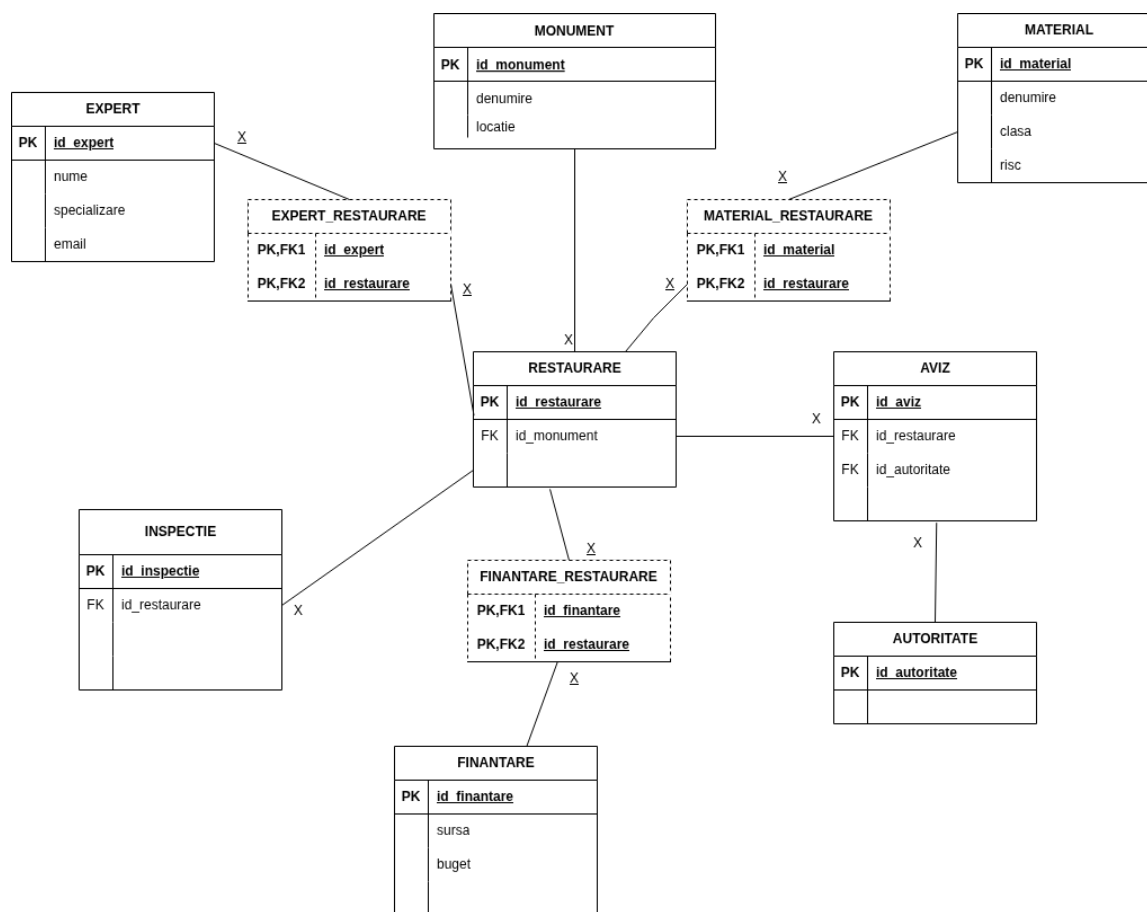 MONUMENT
PK id_monument
denumire
locatie
MATERIAL
PK id_material
denumire
clasa
risc
EXPERT
PK id_expert
nume
specializare
email
X
X
EXPERT_RESTAURARE
PK,FK1 id_expert
PK,FK2 id_restaurare
X
MATERIAL_RESTAURARE
PK,FK1 id_material
PK,FK2 id_restaurare
X
X
RESTAURARE
PK id_restaurare
FK id_monument
X
AVIZ
PK id_aviz
FK id_restaurare
FK id_autoritate
X
INSPECTIE
PK id_inspectie
FK id_restaurare
X
X
FINANTARE_RESTAURARE
PK,FK1 id_finantare
PK,FK2 id_restaurare
X
AUTORITATE
PK id_autoritate
FINANTARE
PK id_finantare
sursa
buget